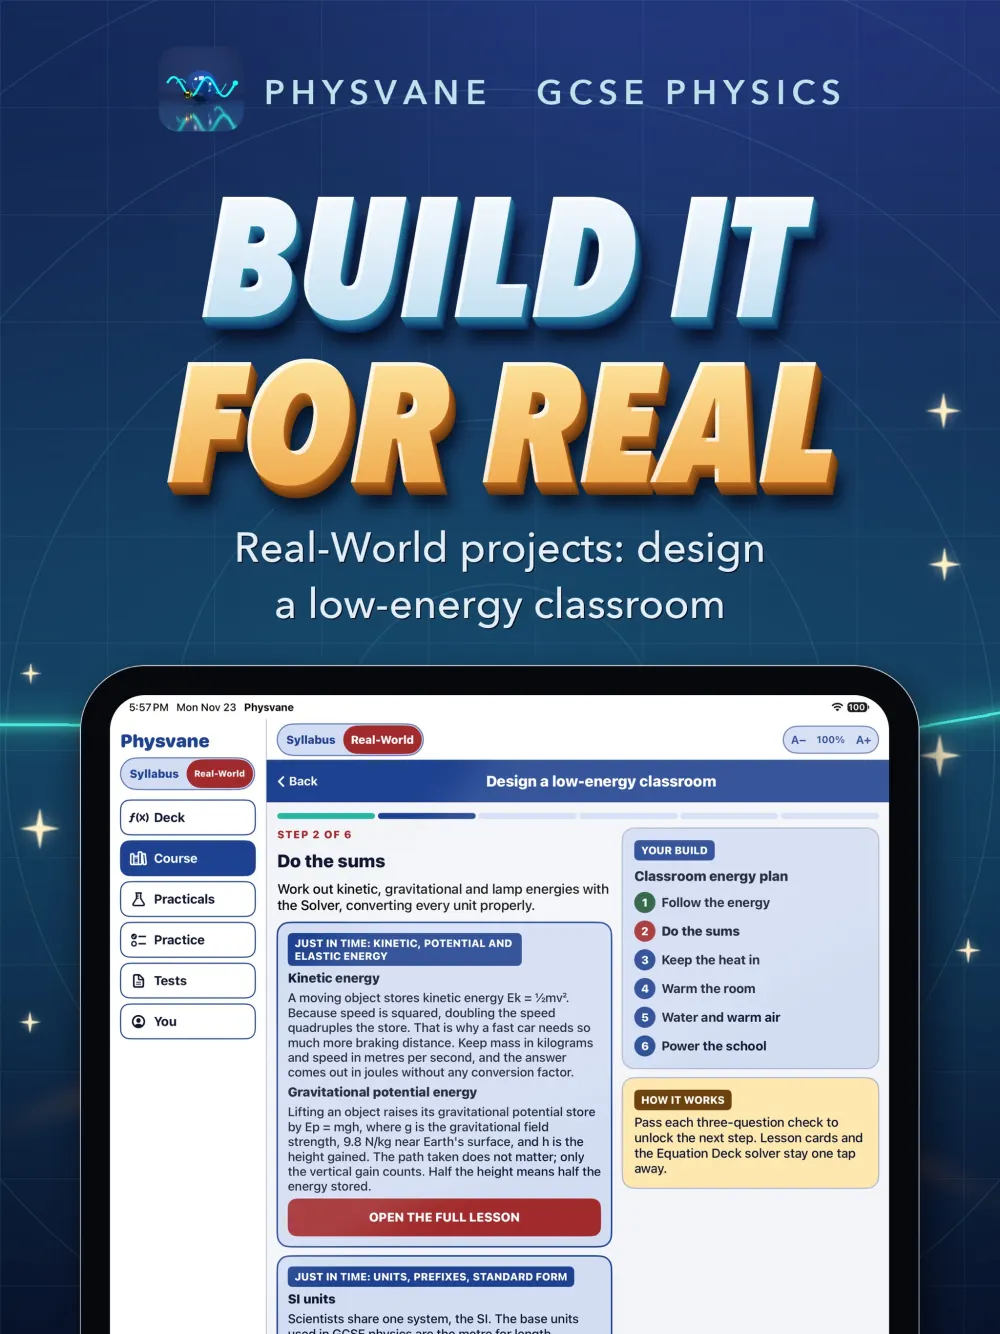 PHYSVANE GCSE PHYSICS
BUILD IT
FOR REAL
Real-World projects: design
a low-energy classroom
5:57 PM Mon Nov 23 Physvane
100
Physvane
Syllabus Real-World
f(x) Deck
Course
Practicals
Practice
Tests
You
Syllabus Real-World
A− 100% A+
Back
Design a low-energy classroom
STEP 2 OF 6
Do the sums
Work out kinetic, gravitational and lamp energies with
the Solver, converting every unit properly.
JUST IN TIME: KINETIC, POTENTIAL AND
ELASTIC ENERGY
Kinetic energy
A moving object stores kinetic energy Ek = ½mv².
Because speed is squared, doubling the speed
quadruples the store. That is why a fast car needs so
much more braking distance. Keep mass in kilograms
and speed in metres per second, and the answer
comes out in joules without any conversion factor.
Gravitational potential energy
Lifting an object raises its gravitational potential store
by Ep = mgh, where g is the gravitational field
strength, 9.8 N/kg near Earth's surface, and h is the
height gained. The path taken does not matter; only
the vertical gain counts. Half the height means half the
energy stored.
OPEN THE FULL LESSON
JUST IN TIME: UNITS, PREFIXES, STANDARD FORM
SI units
Scientists share one system, the SI. The base units
used in GCSE physics are the metre for length,
YOUR BUILD
Classroom energy plan
1 Follow the energy
2 Do the sums
3 Keep the heat in
4 Warm the room
5 Water and warm air
6 Power the school
HOW IT WORKS
Pass each three-question check to
unlock the next step. Lesson cards and
the Equation Deck solver stay one tap
away.